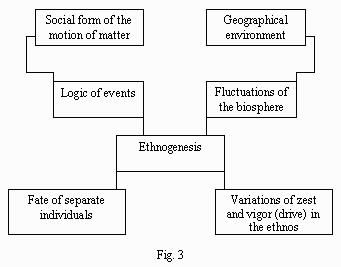 Social form of the
motion of matter
Geographical
environment
Logic of events
Fluctuations of
the biosphere
Ethnogenesis
Fate of separate
individuals
Variations of zest
and vigor (drive) in
the ethnos
Fig. 3